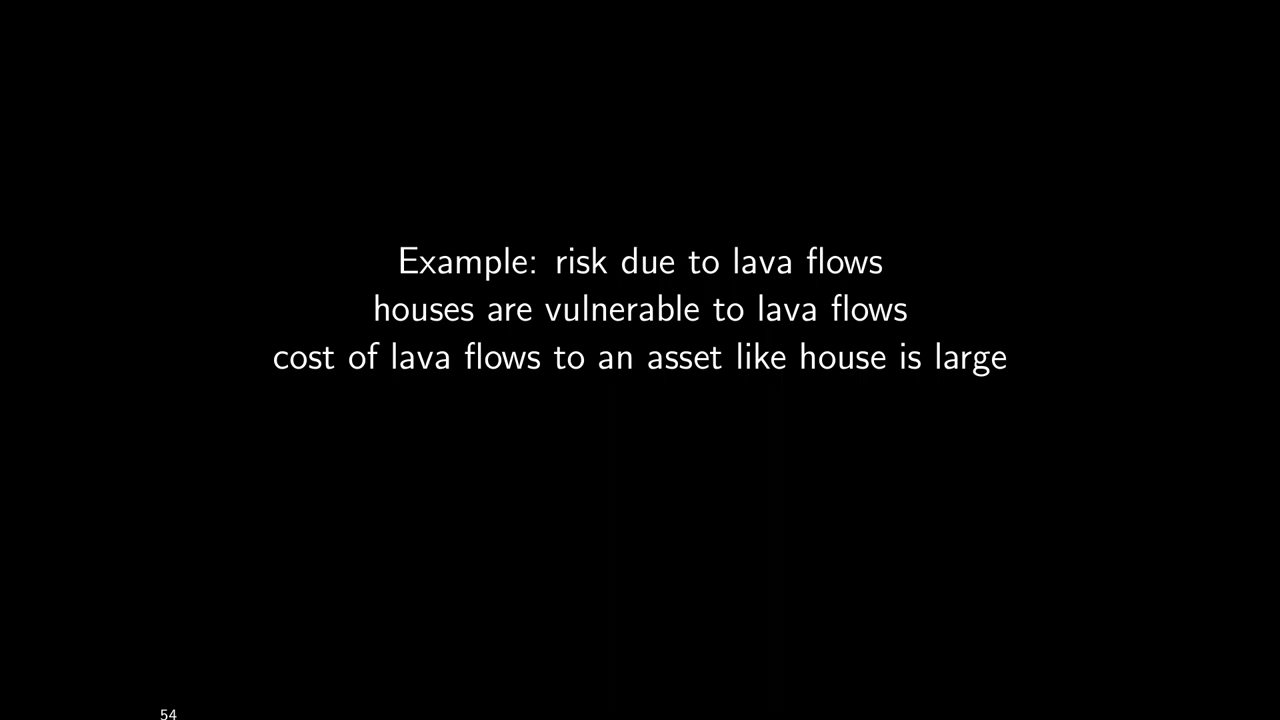 Example: risk due to lava flows
houses are vulnerable to lava flows
cost of lava flows to an asset like house is large
54